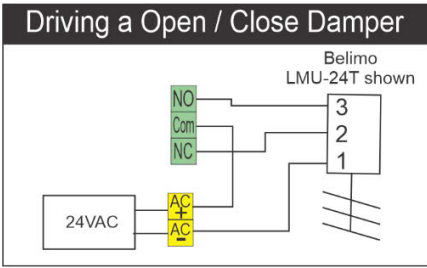 Driving a Open / Close Damper
Belimo
LMU-24T shown
NO
Com
NC
3
2
1
24VAC
AC
+
AC
-